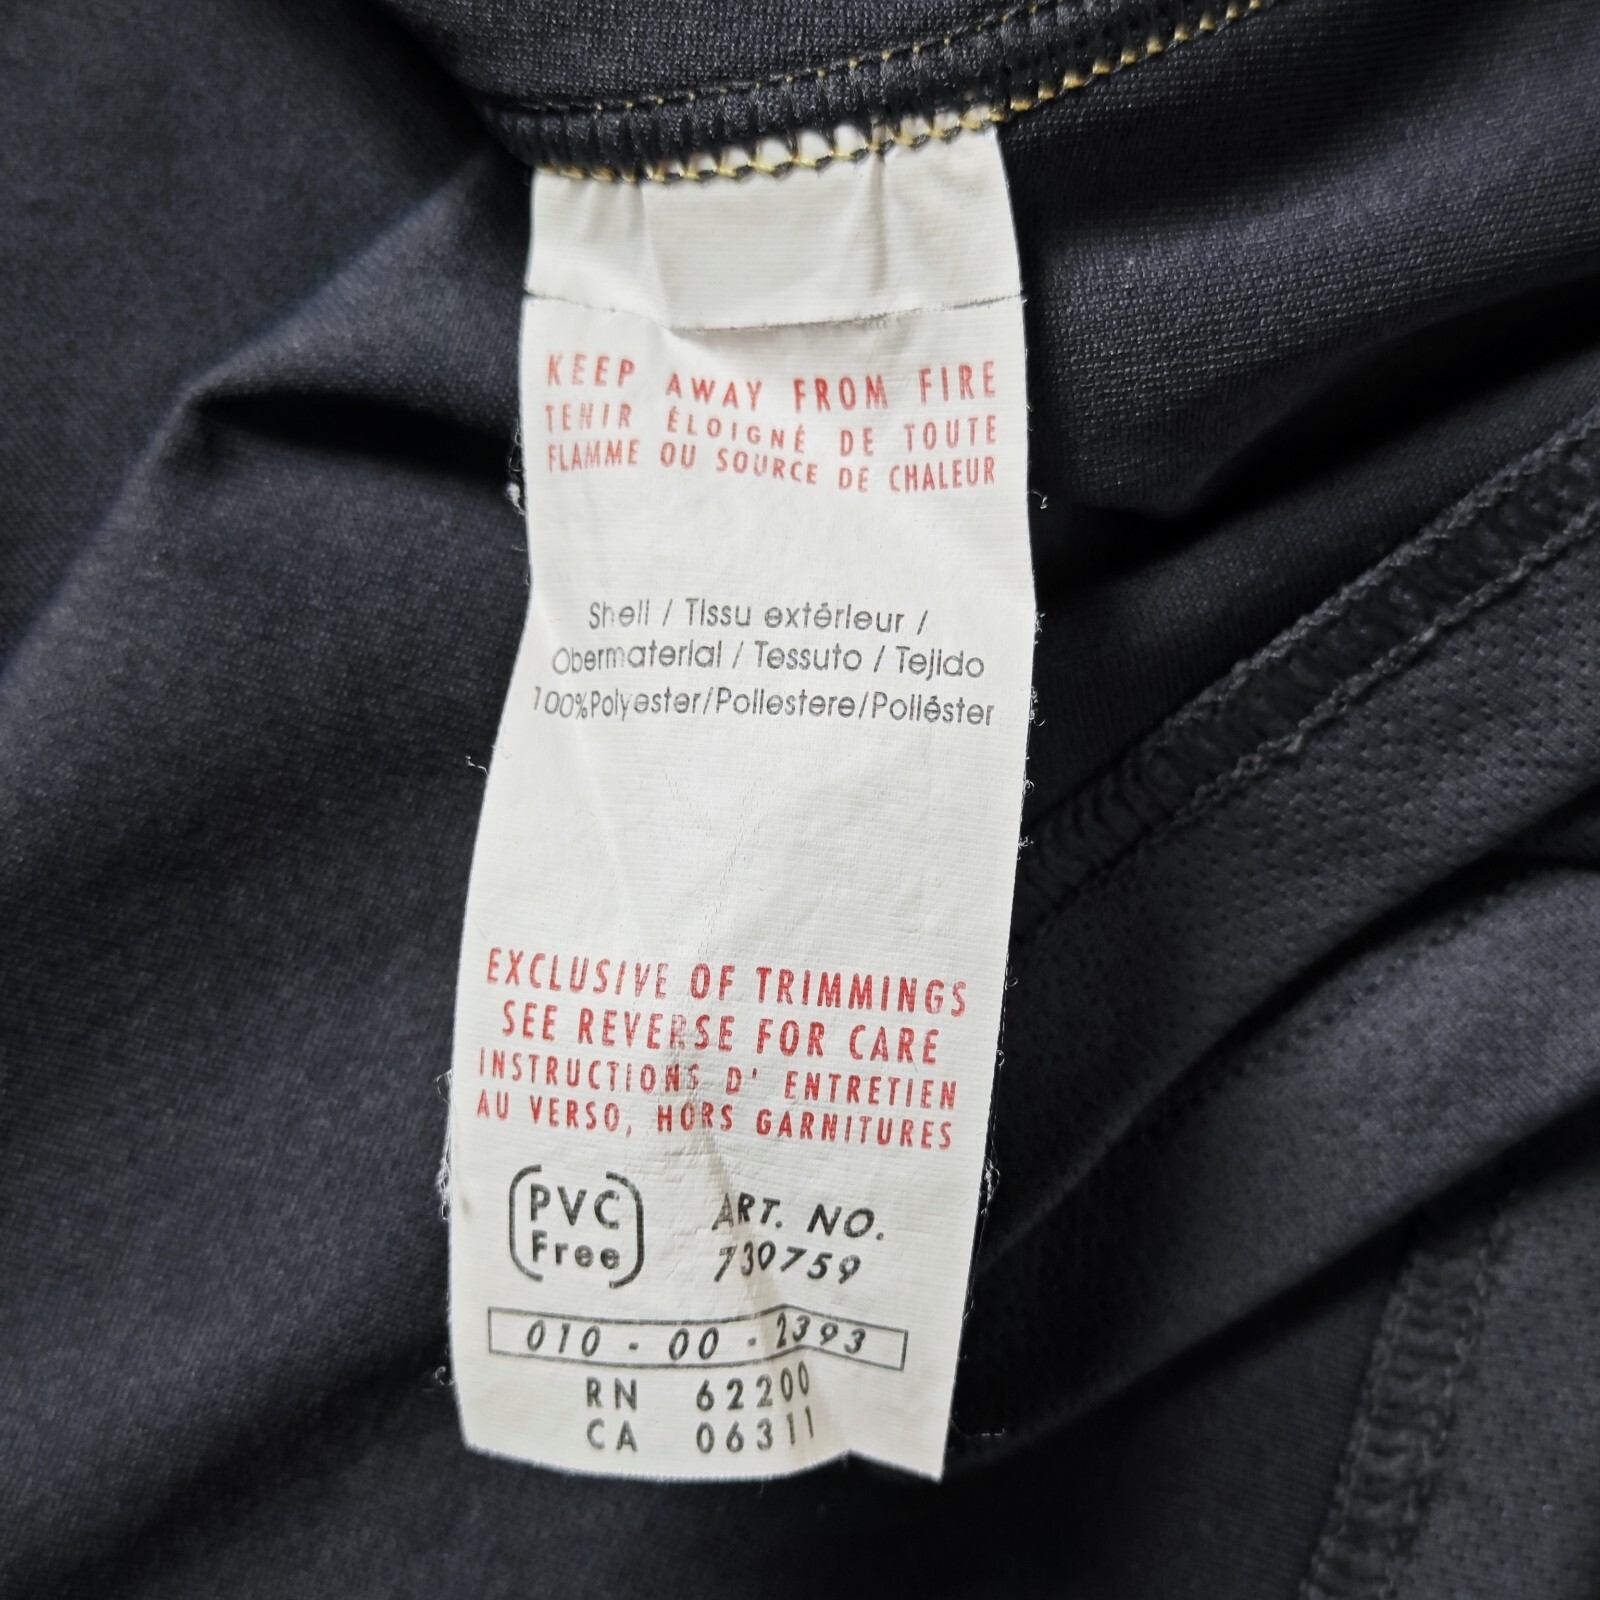 KEEP AWAY FROM FIRE
TENIR ÉLOIGNÉ DE TOUTE
FLAMME OU SOURCE DE CHALEUR
Shell / Tissu extérieur /
Obermaterial / Tessuto / Tejido
100%Polyester/Poliestere/Poliéster
EXCLUSIVE OF TRIMMINGS
SEE REVERSE FOR CARE
INSTRUCTIONS D' ENTRETIEN
AU VERSO, HORS GARNITURES
PVC
Free
ART. NO.
730759
010 - 00 - 2393
RN 62200
CA 06311